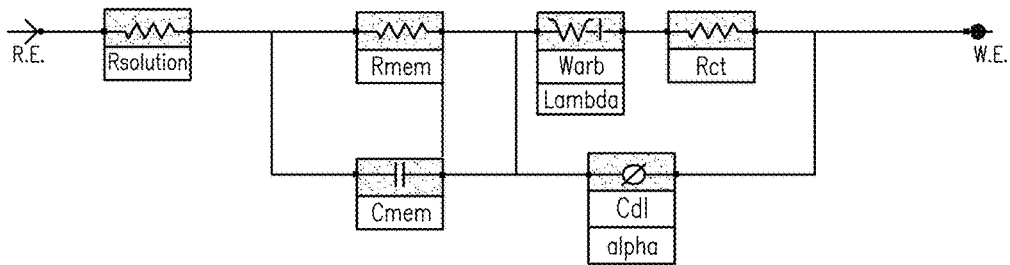 R.E.
Rsolution
Rmem
Warb
Lambda
Rct
W.E.
Cmem
Cdl
alpha